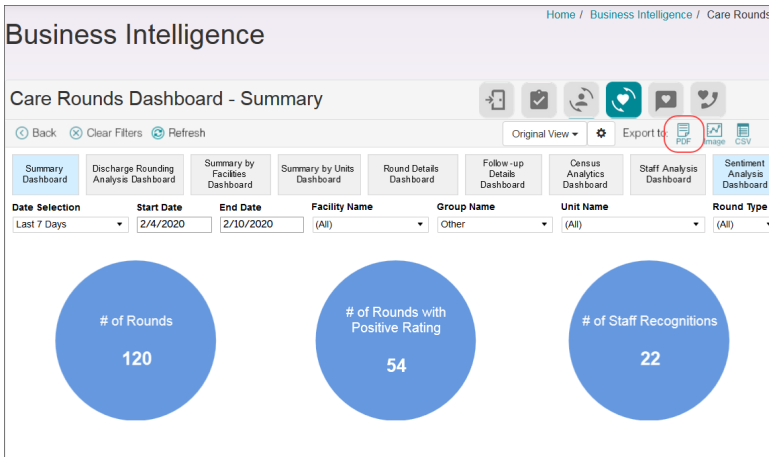 Home / Business Intelligence / Care Rounds
Business Intelligence
Care Rounds Dashboard - Summary
Back Clear Filters Refresh Original View Export to: PDF Image CSV
Summary Dashboard
Discharge Rounding Analysis Dashboard
Summary by Facilities Dashboard
Summary by Units Dashboard
Round Details Dashboard
Follow-up Details Dashboard
Census Analytics Dashboard
Staff Analysis Dashboard
Sentiment Analysis Dashboard
Date Selection Start Date End Date Facility Name Group Name Unit Name Round Type
Last 7 Days 2/4/2020 2/10/2020 (All) Other (All) (All)
# of Rounds
120
# of Rounds with
Positive Rating
54
# of Staff Recognitions
22